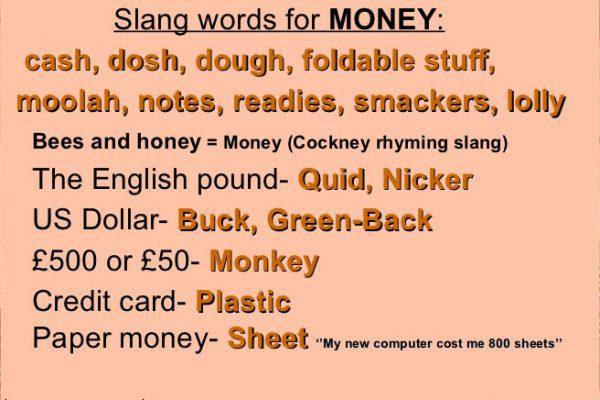 Slang words for MONEY:
cash, dosh, dough, foldable stuff,
moolah, notes, readies, smackers, lolly
Bees and honey = Money (Cockney rhyming slang)
The English pound- Quid, Nicker
US Dollar- Buck, Green-Back
£500 or £50- Monkey
Credit card- Plastic
Paper money- Sheet ‘’My new computer cost me 800 sheets’’